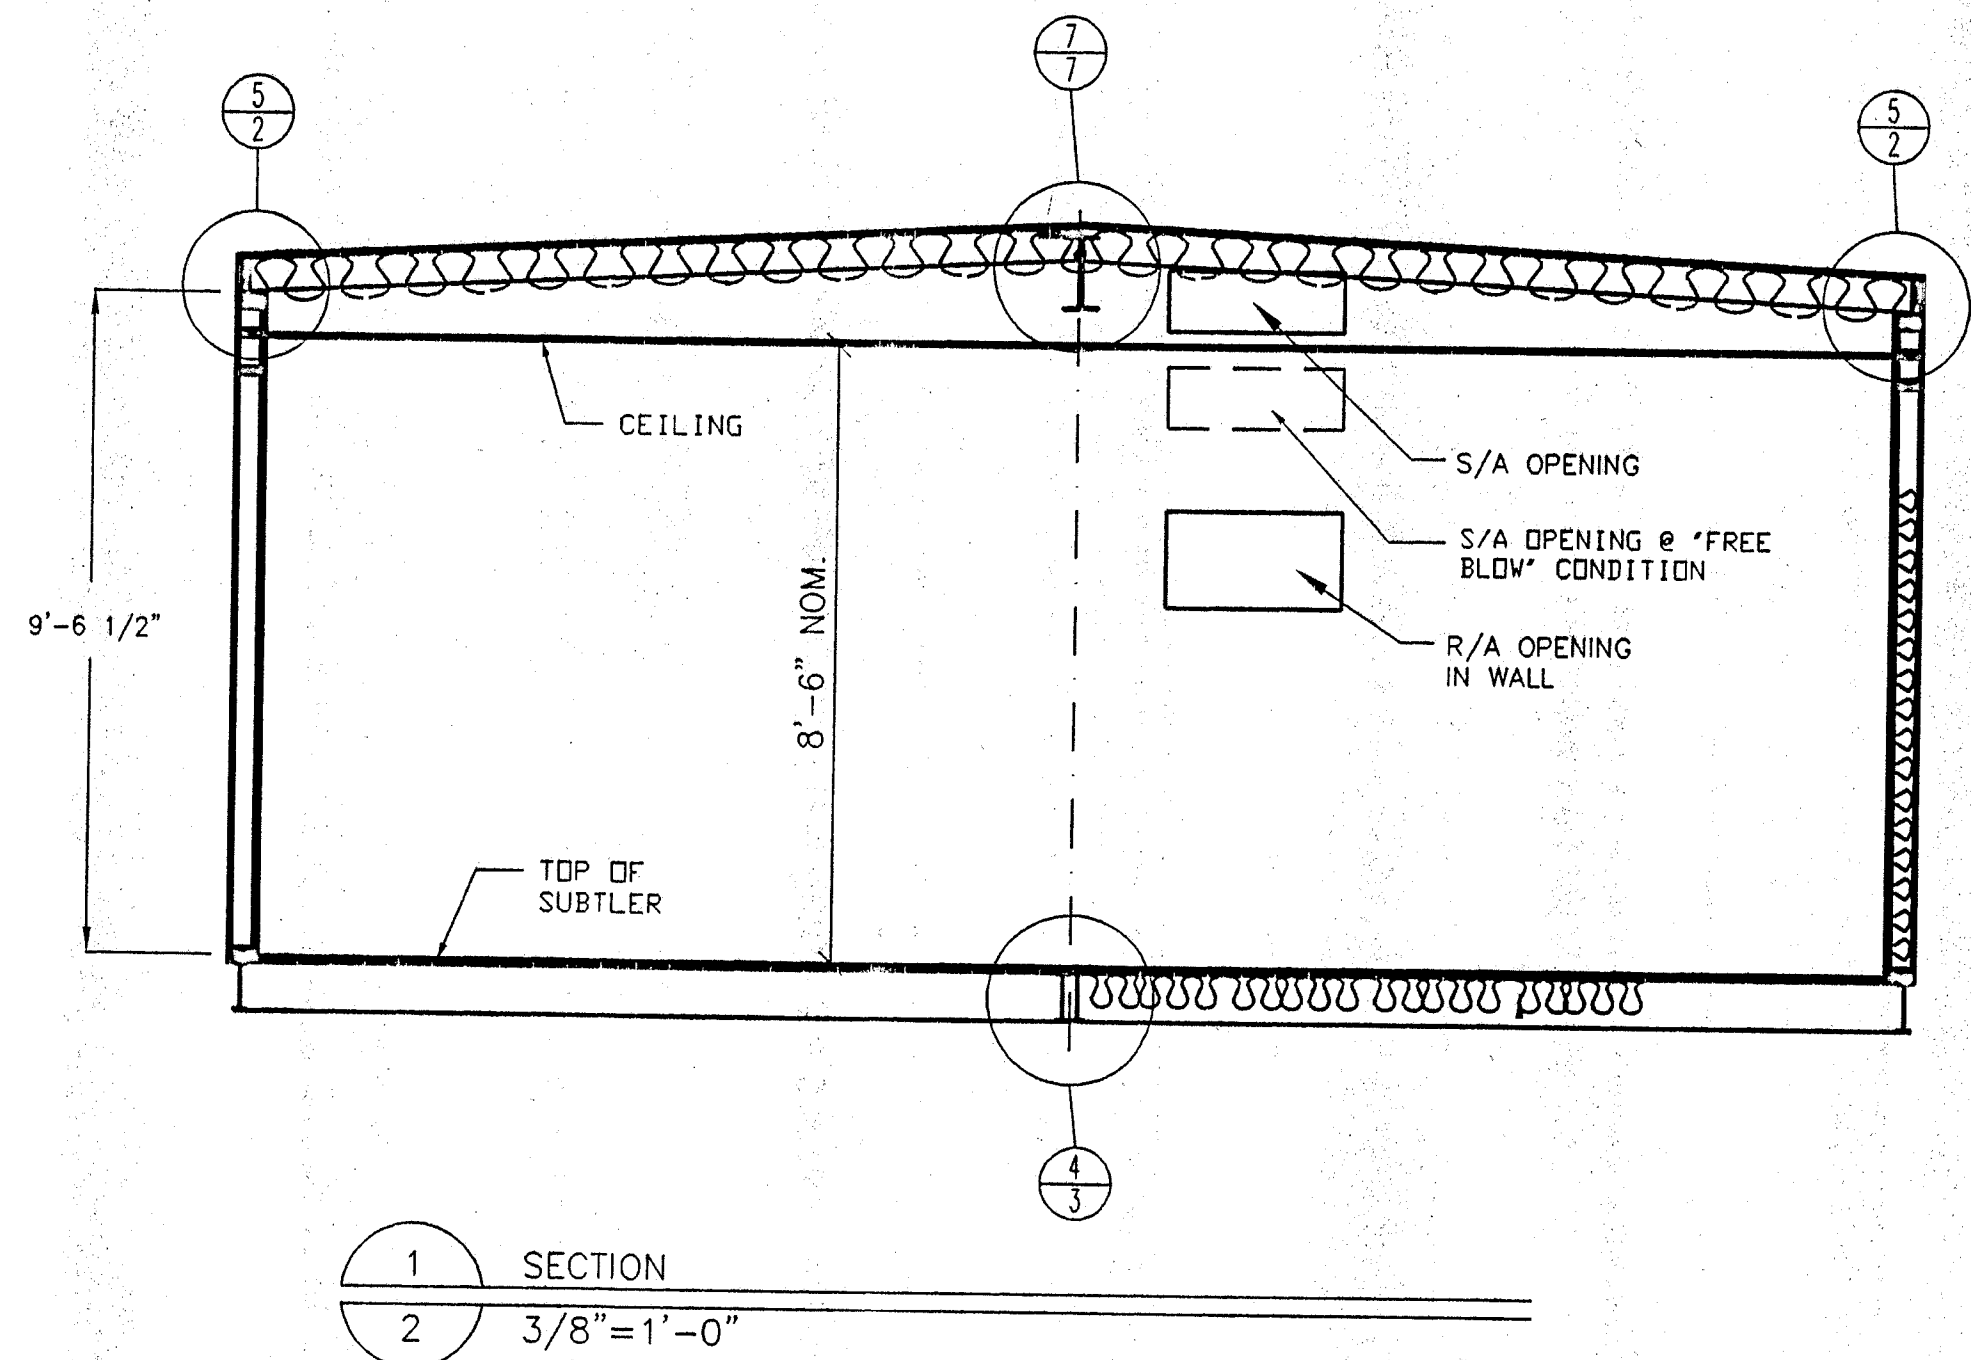 7
7
5
2
5
2
CEILING
S/A OPENING
S/A OPENING @ "FREE
BLOW" CONDITION
9'-6 1/2"
8'-6" NOM.
R/A OPENING
IN WALL
TOP OF
SUBTLER
4
3
1
SECTION
2
3/8"=1'-0"